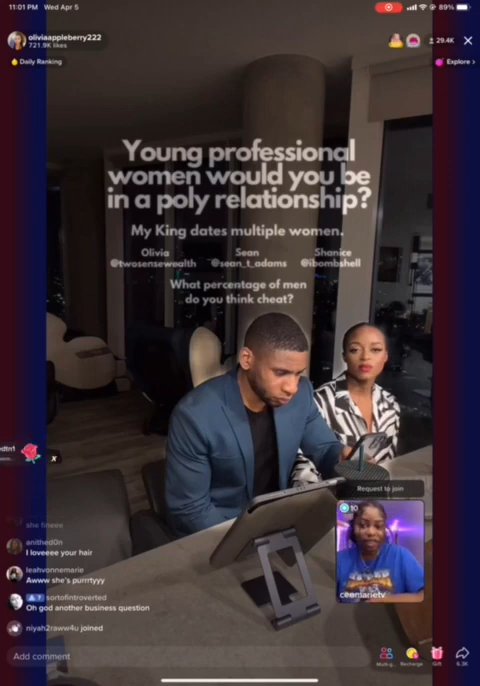 11:01 PM Wed Apr 5
89%
oliviaappleberry222
721.9K likes
29.4K
Daily Ranking
Explore
Young professional
women would you be
in a poly relationship?
My King dates multiple women.
Olivia Sean Shanice
@twosensewealth @sean_t_adams @ibombshell
What percentage of men
do you think cheat?
Request to join
10
x
anithed0n
I loveeee your hair
leahvonnemarie
Awww she's purrrtyyy
7 sortofintroverted
Oh god another business question
niyah2raww4u joined
ceemarietv
Add comment
Multi-g...
Recharge
Gift
6.3K